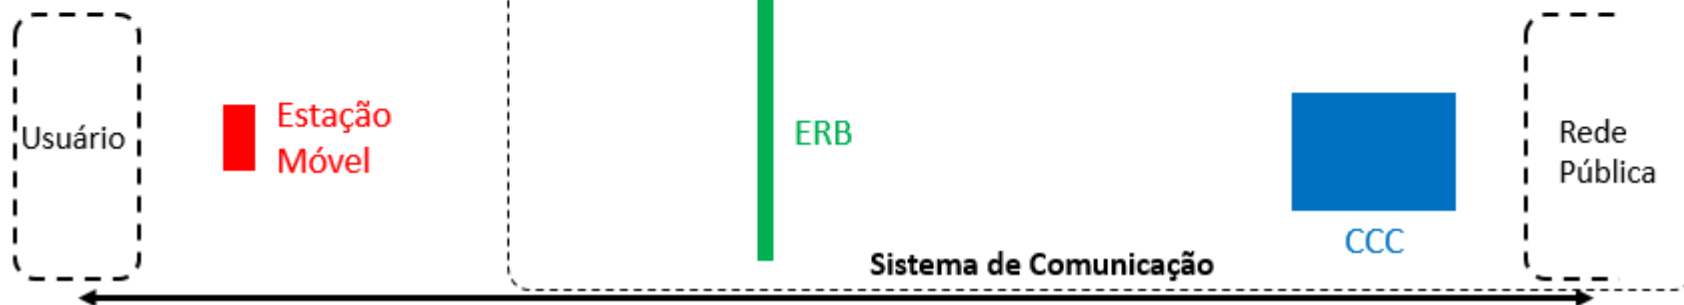 Usuário
Estação
Móvel
ERB
CCC
Rede
Pública
Sistema de Comunicação